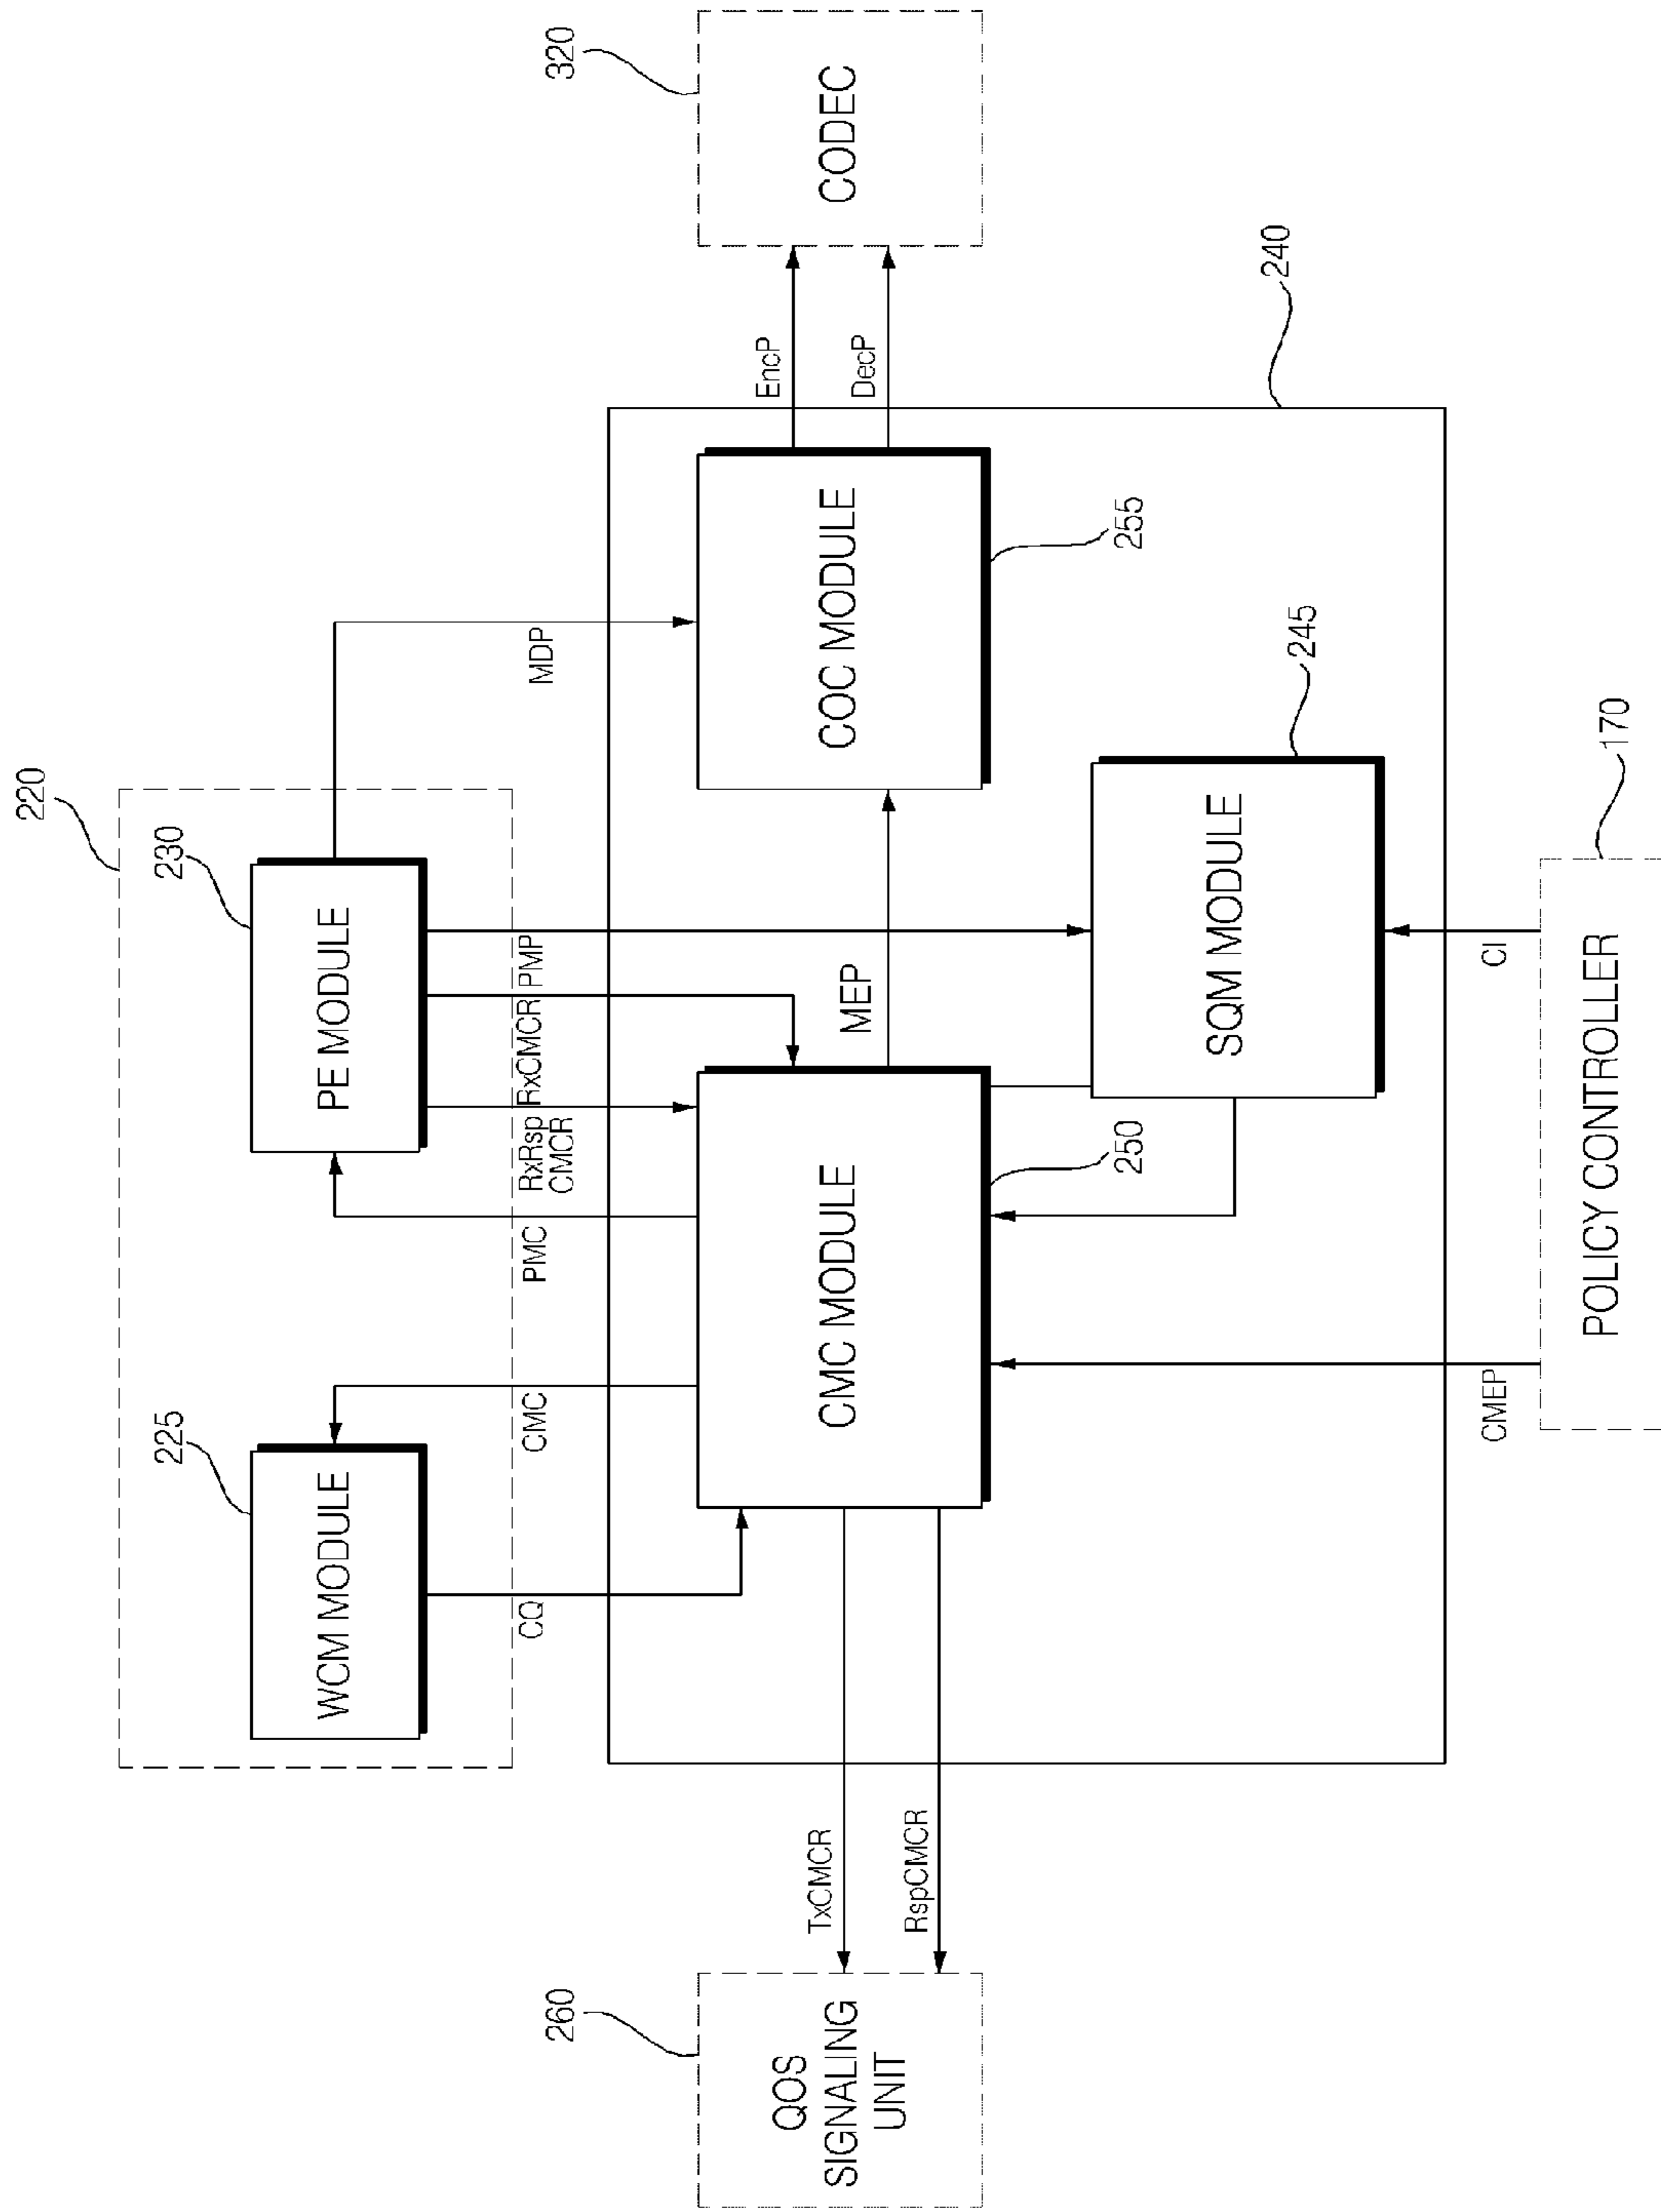 220
225
WCM MODULE
230
PE MODULE
CQ
CMC
PMC
RxRsp
CMCR
RxCMCR
PMP
MDP
260
QOS
SIGNALING
UNIT
TxCMCR
RspCMCR
CMC MODULE
250
MEP
COC MODULE
255
EncP
DecP
320
CODEC
SQM MODULE
245
240
CMEP
CI
POLICY CONTROLLER
170